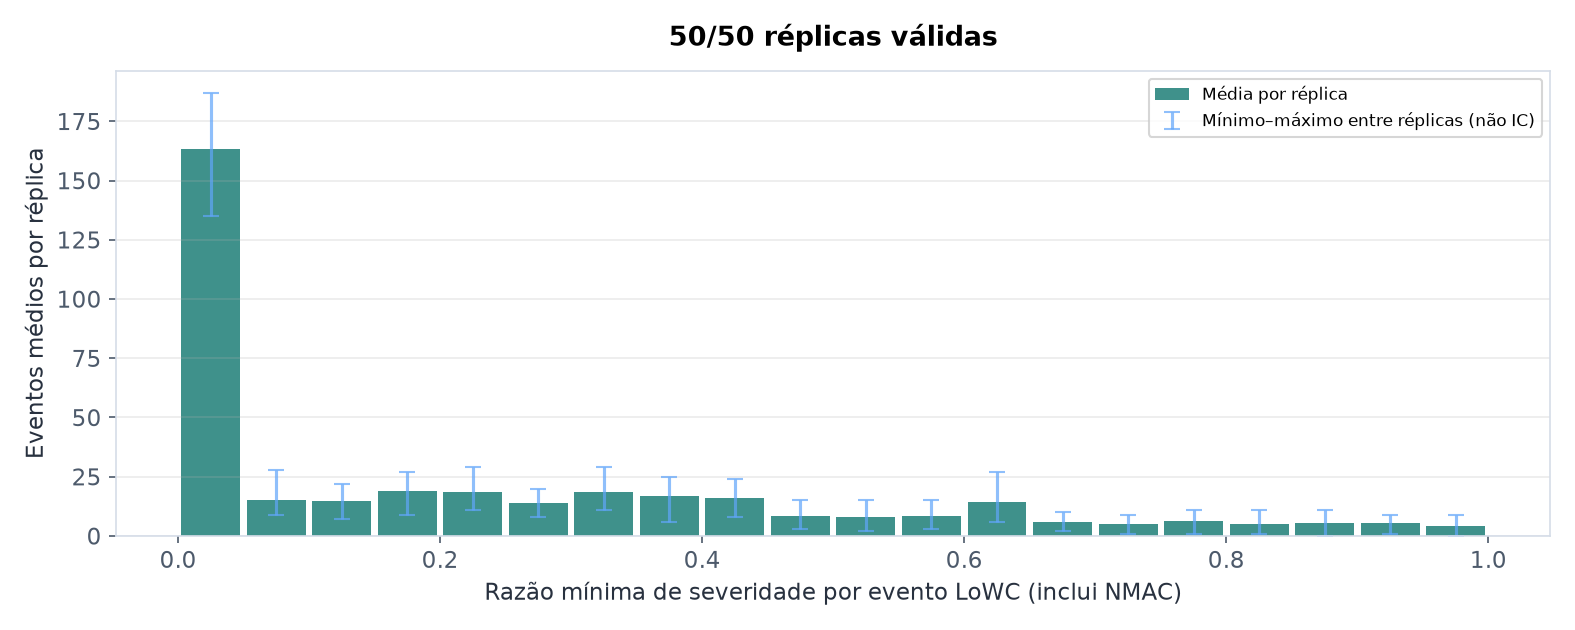 50/50 réplicas válidas
Média por réplica
Mínimo–máximo entre réplicas (não IC)
Eventos médios por réplica
175
150
125
100
75
50
25
0
0.0 0.2 0.4 0.6 0.8 1.0
Razão mínima de severidade por evento LoWC (inclui NMAC)